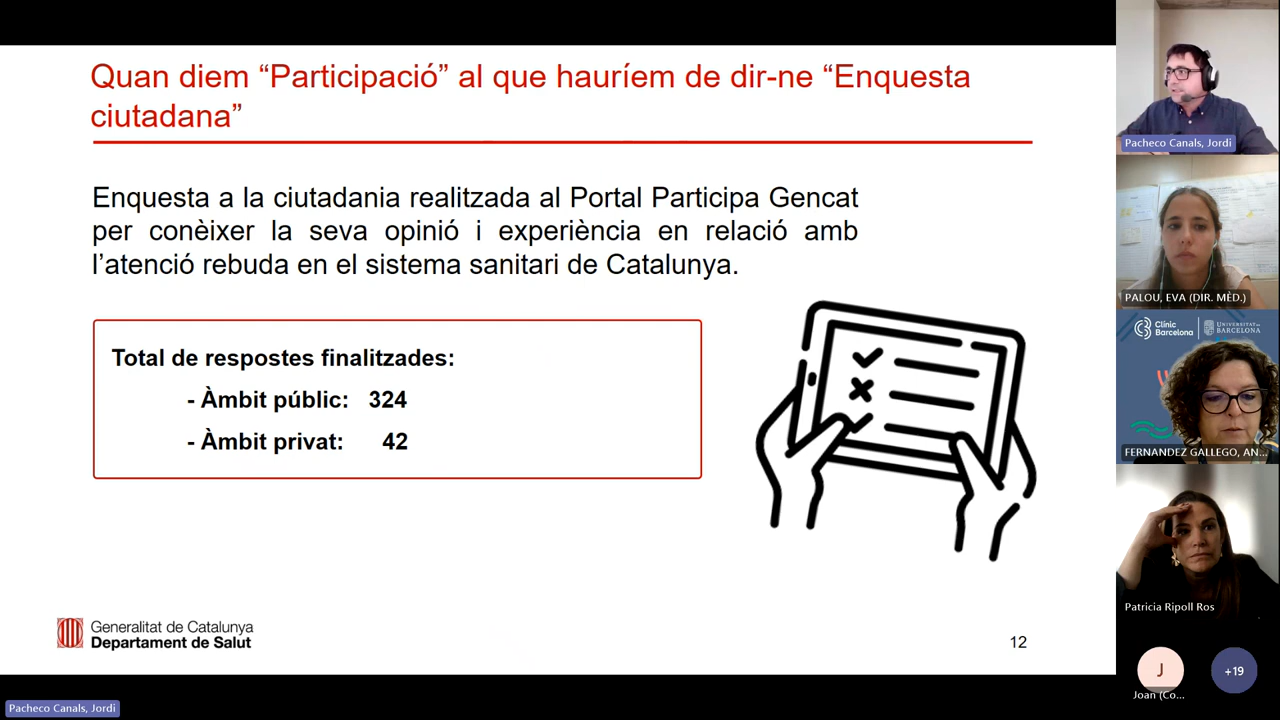 Quan diem “Participació” al que hauríem de dir-ne “Enquesta
ciutadana”
Enquesta a la ciutadania realitzada al Portal Participa Gencat
per conèixer la seva opinió i experiència en relació amb
l’atenció rebuda en el sistema sanitari de Catalunya.
Total de respostes finalitzades:
- Àmbit públic: 324
- Àmbit privat: 42
Generalitat de Catalunya
Departament de Salut
12
Pacheco Canals, Jordi
PALOU, EVA (DIR. MÈD.)
Clínic
Barcelona
UNIVERSITAT DE
BARCELONA
FERNANDEZ GALLEGO, AN...
Patricia Ripoll Ros
J
Joan (Co...
+19
Pacheco Canals, Jordi